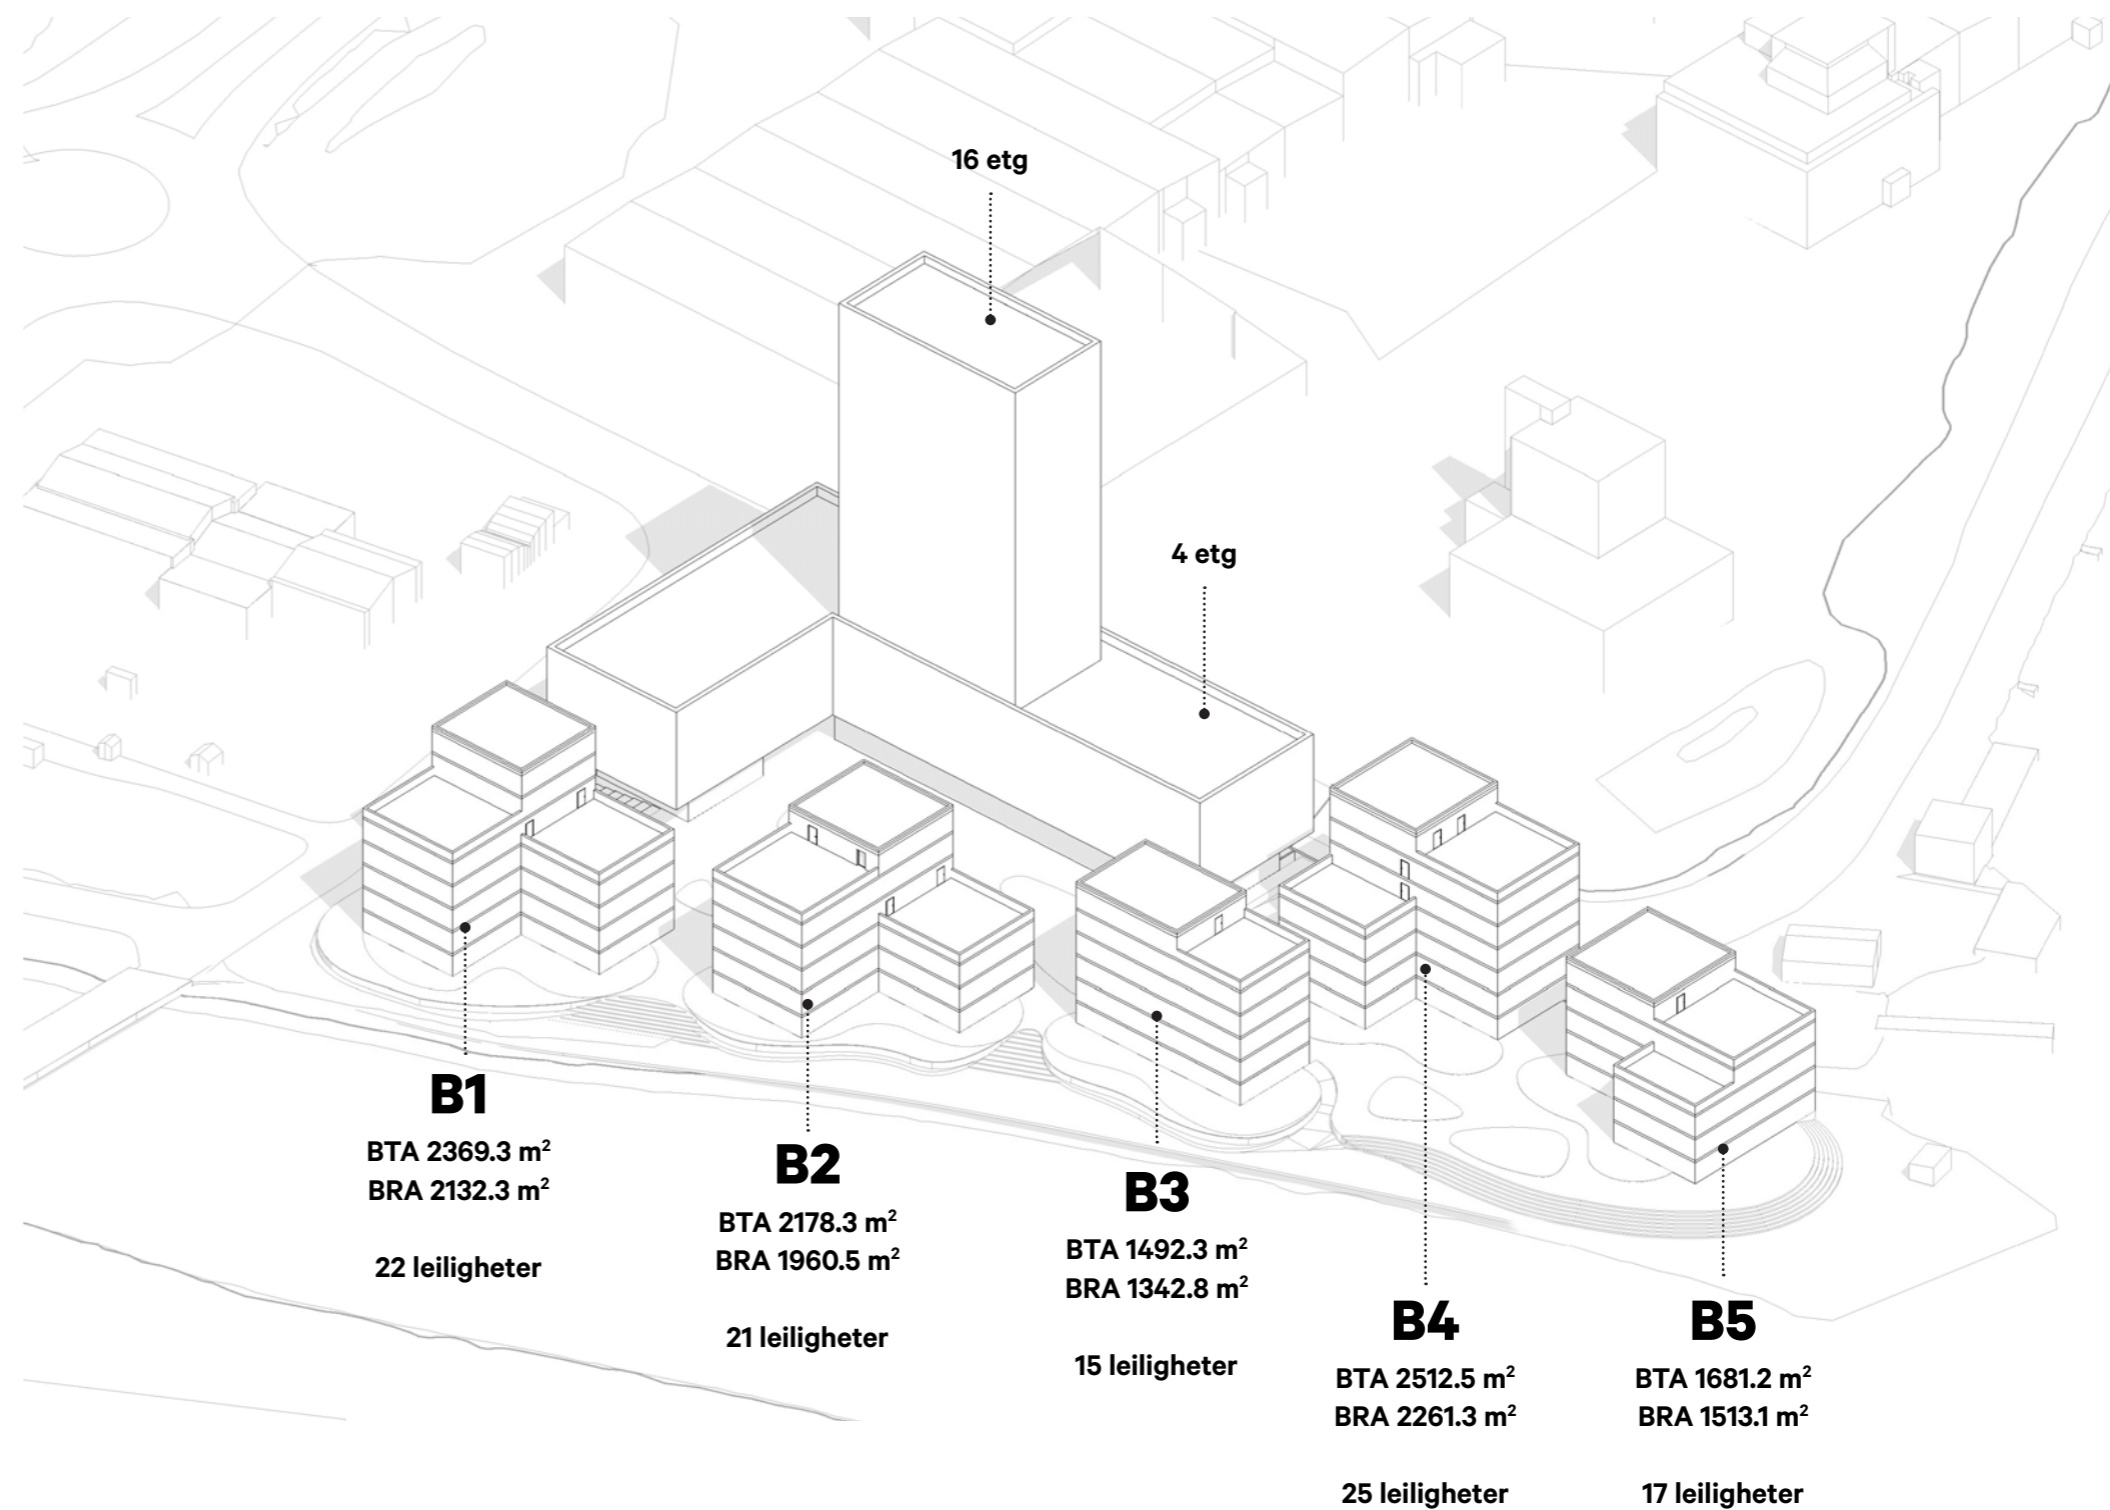 16 etg
4 etg
B1
BTA 2369.3 m²
BRA 2132.3 m²
22 leiligheter
B2
BTA 2178.3 m²
BRA 1960.5 m²
21 leiligheter
B3
BTA 1492.3 m²
BRA 1342.8 m²
15 leiligheter
B4
BTA 2512.5 m²
BRA 2261.3 m²
25 leiligheter
B5
BTA 1681.2 m²
BRA 1513.1 m²
17 leiligheter